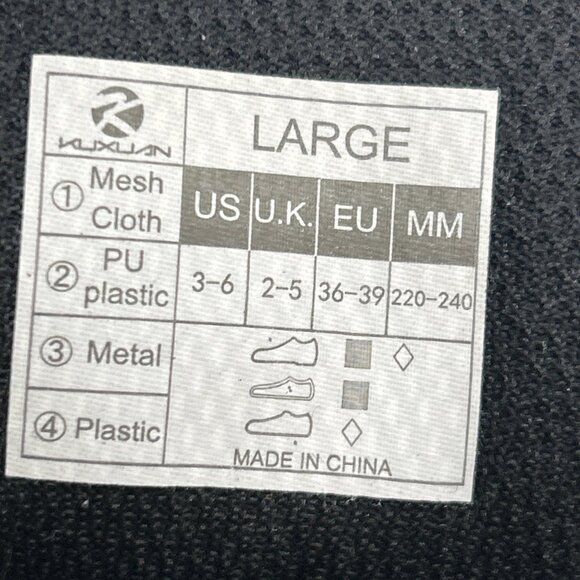 KUXUAN
LARGE
① Mesh Cloth
US U.K. EU MM
② PU plastic
3-6 2-5 36-39 220-240
③ Metal
④ Plastic
MADE IN CHINA